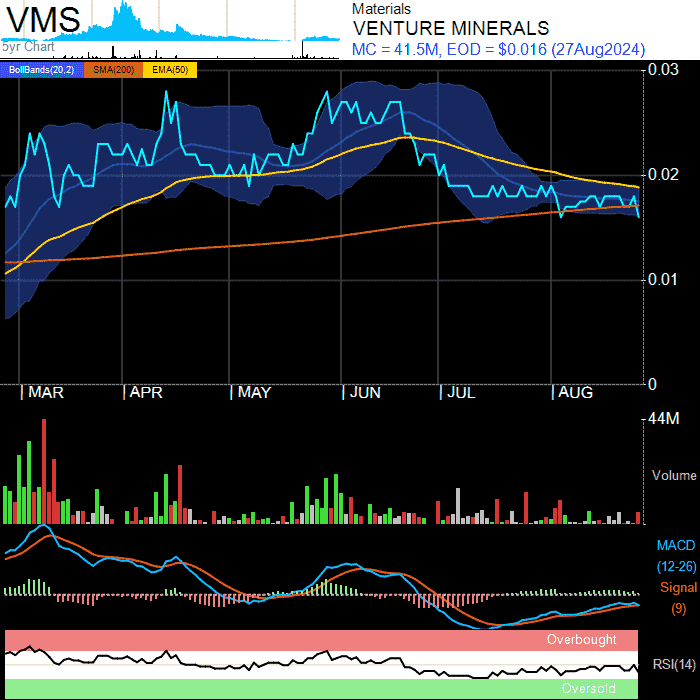 VMS
5yr Chart
Materials
VENTURE MINERALS
MC = 41.5M, EOD = $0.016 (27Aug2024)
BollBands(20,2) SMA(200) EMA(50)
0.03
0.02
0.01
0
MAR APR MAY JUN JUL AUG
44M
Volume
MACD
(12-26)
Signal
(9)
Overbought
RSI(14)
Oversold